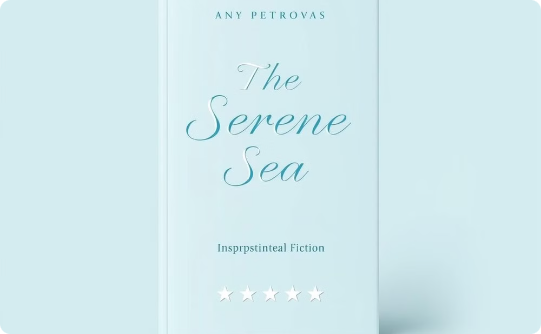 ANY PETROVAS
The
Serene
Sea
Insprpstinteal Fiction